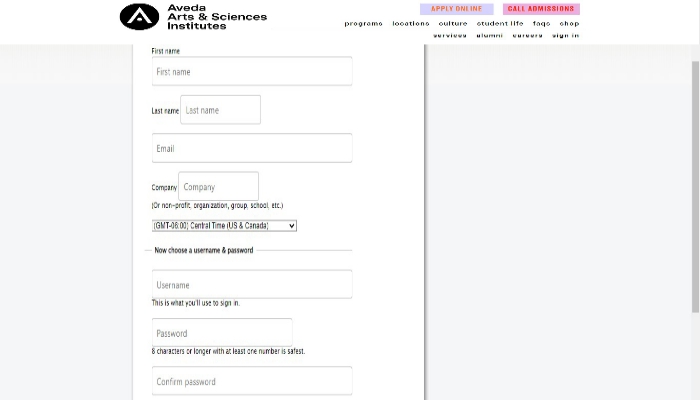 Aveda
Arts & Sciences
Institutes
APPLY ONLINE
CALL ADMISSIONS
programs locations culture student life faqs shop
services alumni careers sign in
First name
First name
Last name Last name
Email
Company Company
(Or non-profit, organization, group, school, etc.)
(GMT-06:00) Central Time (US & Canada)
Now choose a username & password
Username
This is what you'll use to sign in.
Password
8 characters or longer with at least one number is safest.
Confirm password